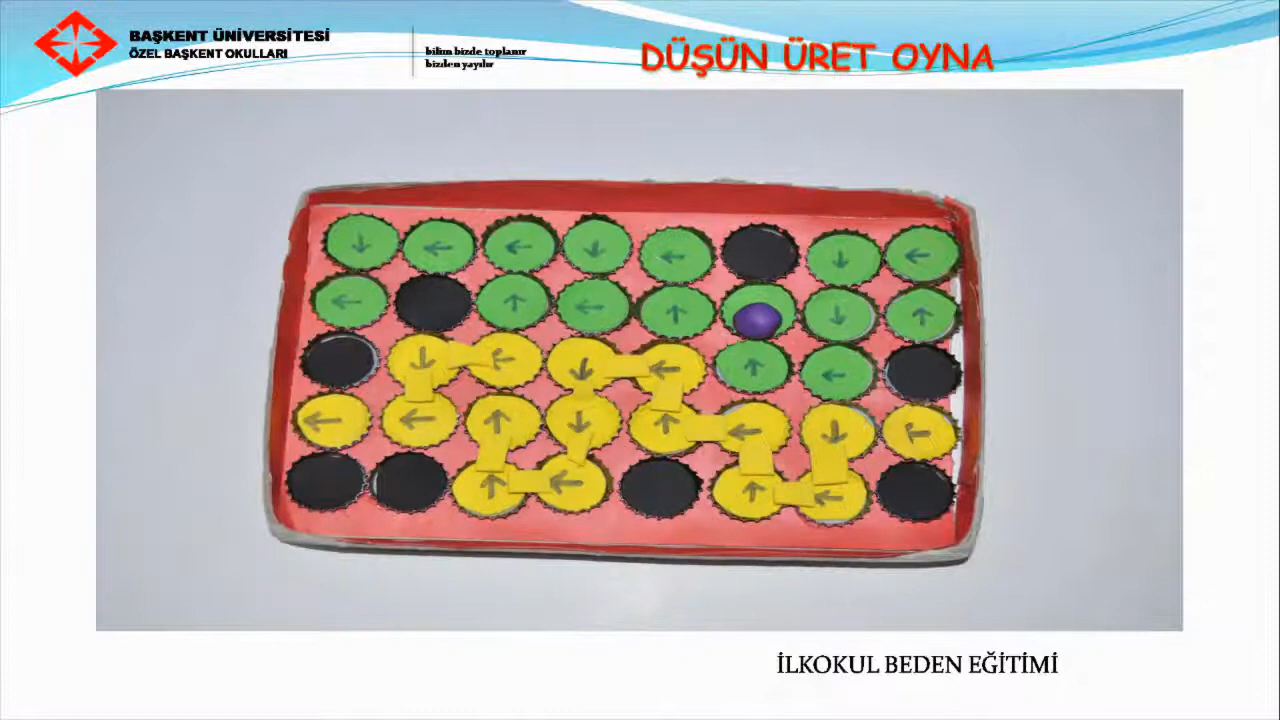 BAŞKENT ÜNİVERSİTESİ
ÖZEL BAŞKENT OKULLARI
bilim bizde toplanır
bizden yayılır
DÜŞÜN ÜRET OYNA
İLKOKUL BEDEN EĞİTİMİ